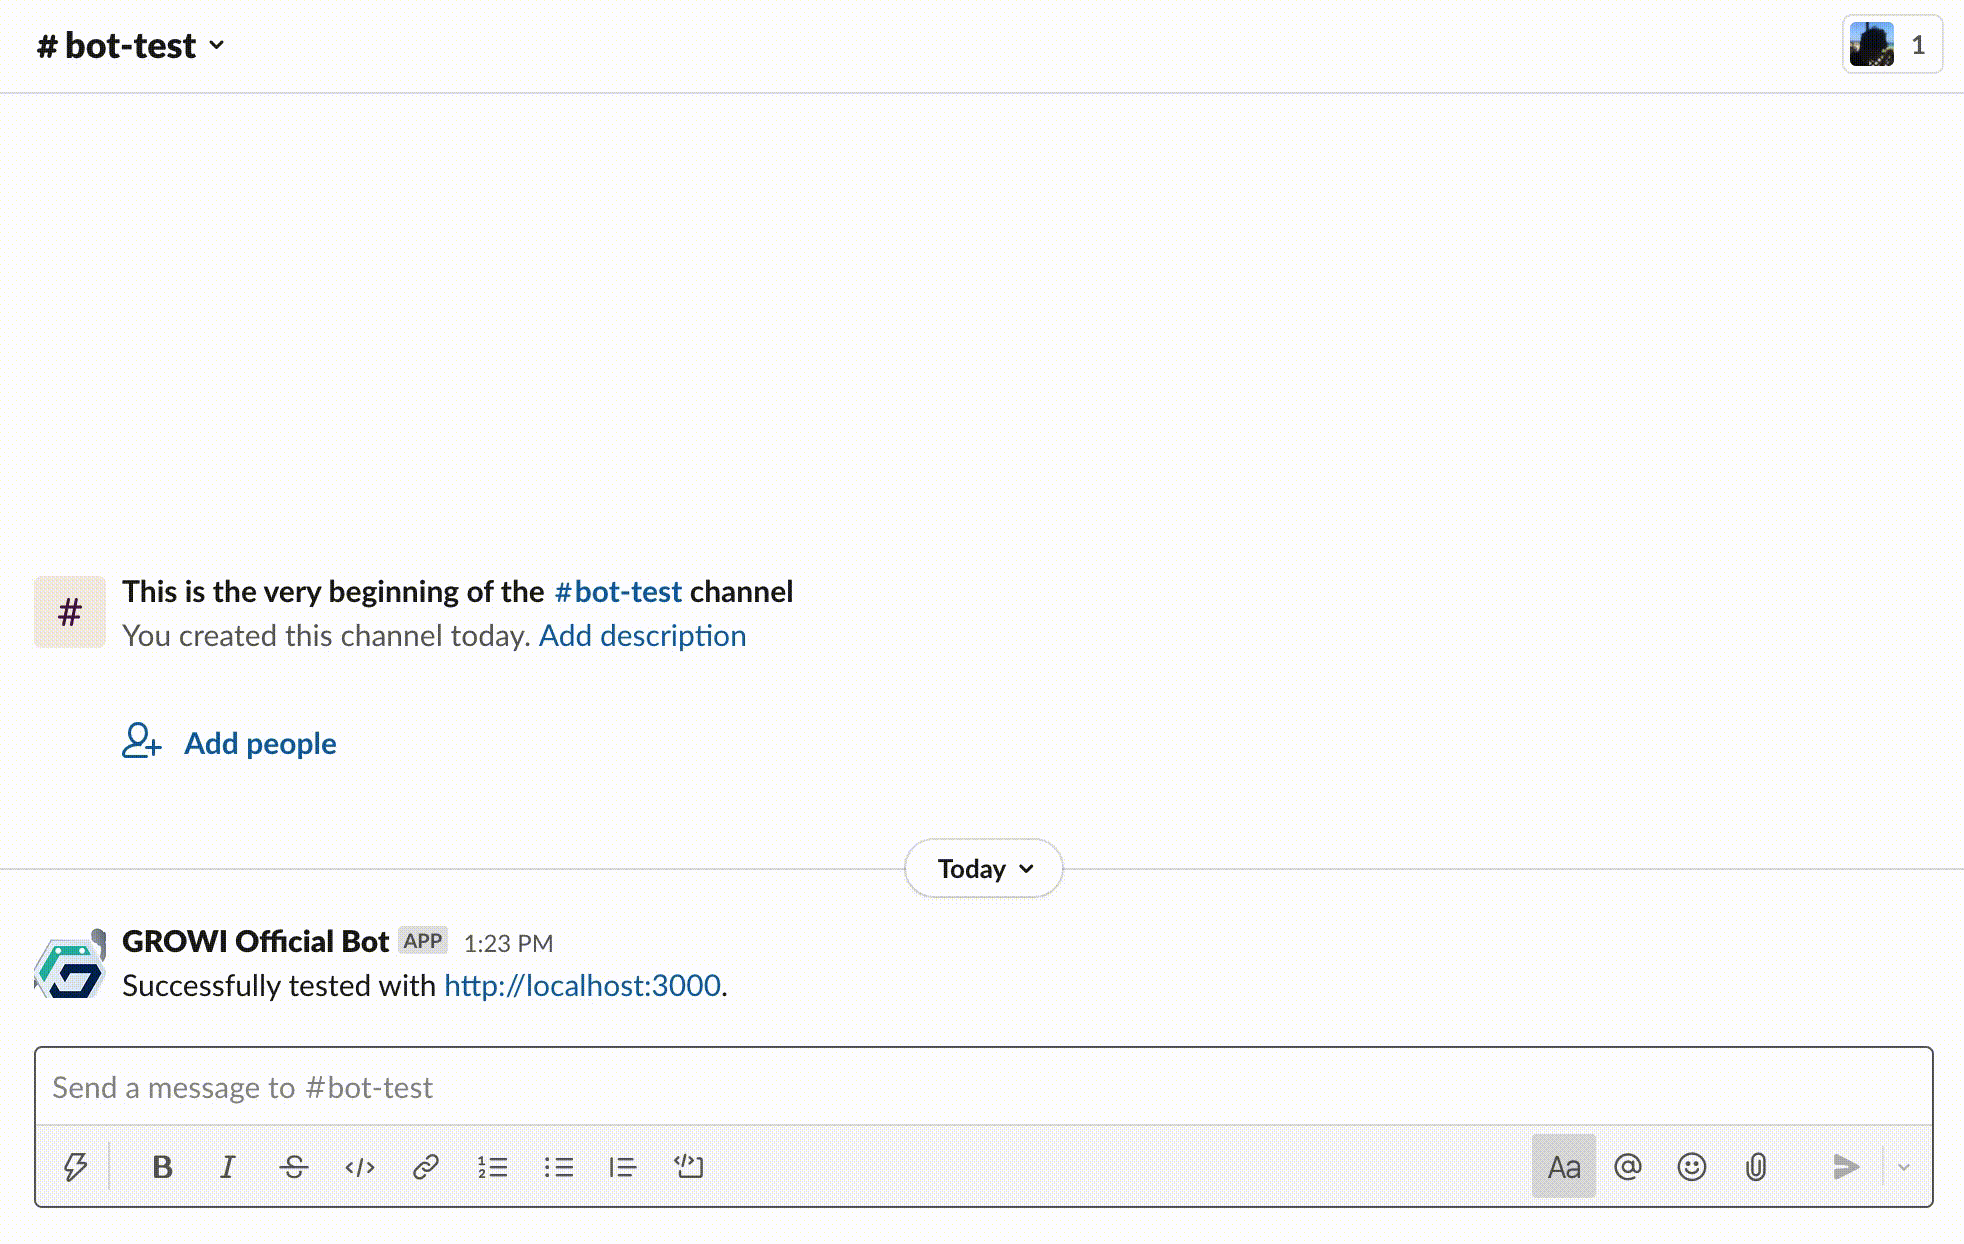 # bot-test
1
# This is the very beginning of the #bot-test channel
You created this channel today. Add description
Add people
Today
GROWI Official Bot APP 1:23 PM
Successfully tested with http://localhost:3000.
Send a message to #bot-test
B I S </> 1 2 </> Aa @